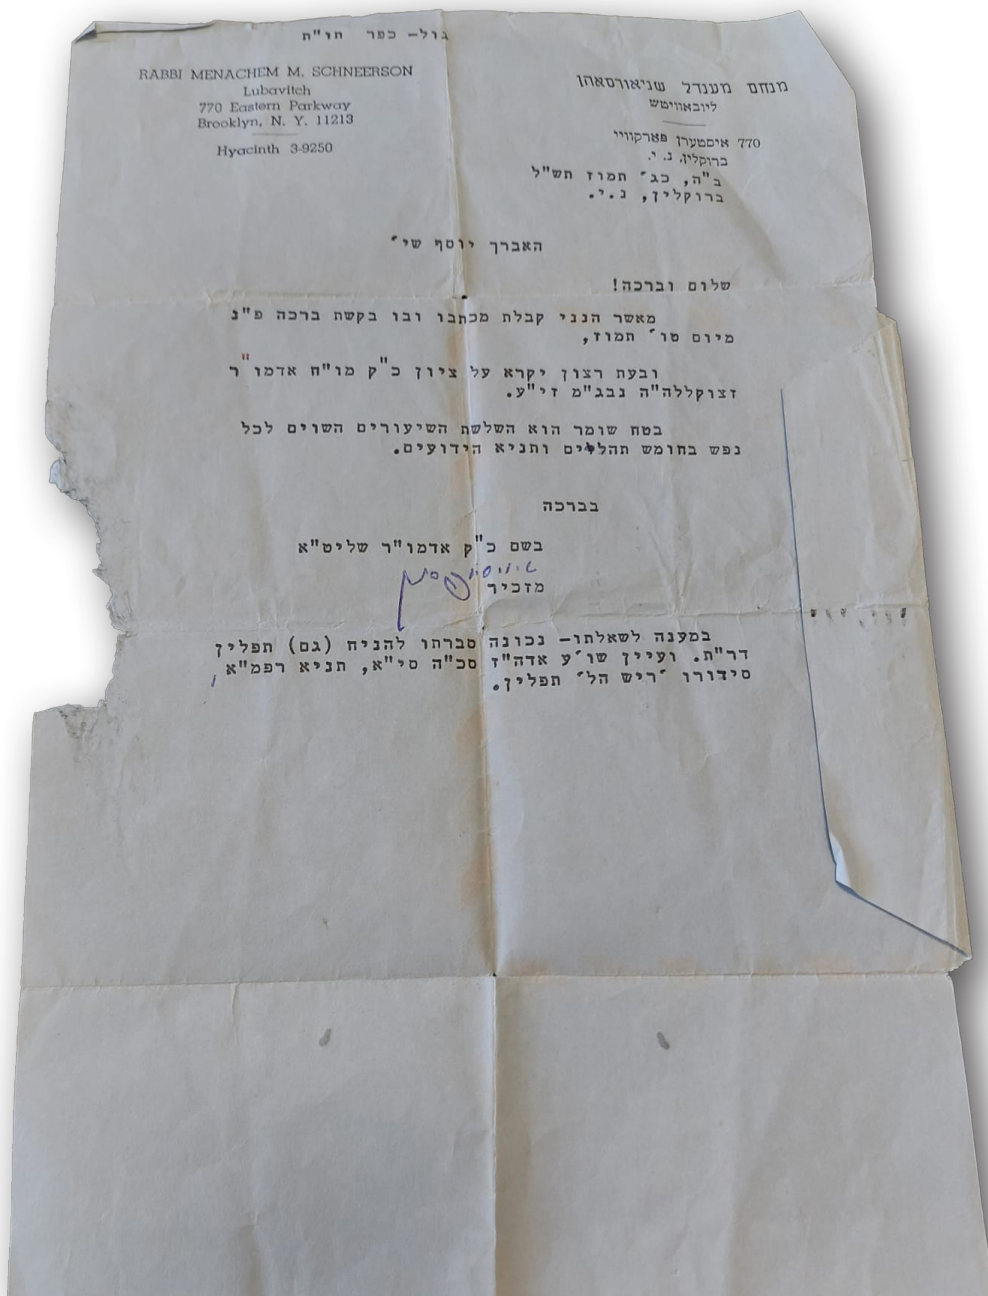 גול- כפר חי"ת
RABBI MENACHEM M. SCHNEERSON
Lubavitch
770 Eastern Parkway
Brooklyn, N. Y. 11213
Hyacinth 3-9250
מנחם מענדל שניאורסאהן
ליובאוויטש
770 איסטערן פארקוויי
ברוקלין, נ. י.
ב"ה, כג' תמוז תש"ל
ברוקלין, נ.י.
האברך יוסף שי'
שלום וברכה!
מאשר הנני קבלת מכתבו ובו בקשת ברכה פ"נ
מיום טו' תמוז,
ובעת רצון יקרא על ציון כ"ק מו"ח אדמו"ר
זצוקללה"ה נבג"מ זי"ע.
בטח שומר הוא השלשת השיעורים השוים לכל
נפש בחומש תהלים ותניא הידועים.
בברכה
בשם כ"ק אדמו"ר שליט"א
מזכיר
במענה לשאלתו- נכונה סברתו להניח (גם) תפלין
דר"ת. ועיין שו'ע אדה"ז סכ"ה סי"א, תניא רפמ"א,
סידורו 'ריש הל' תפלין.